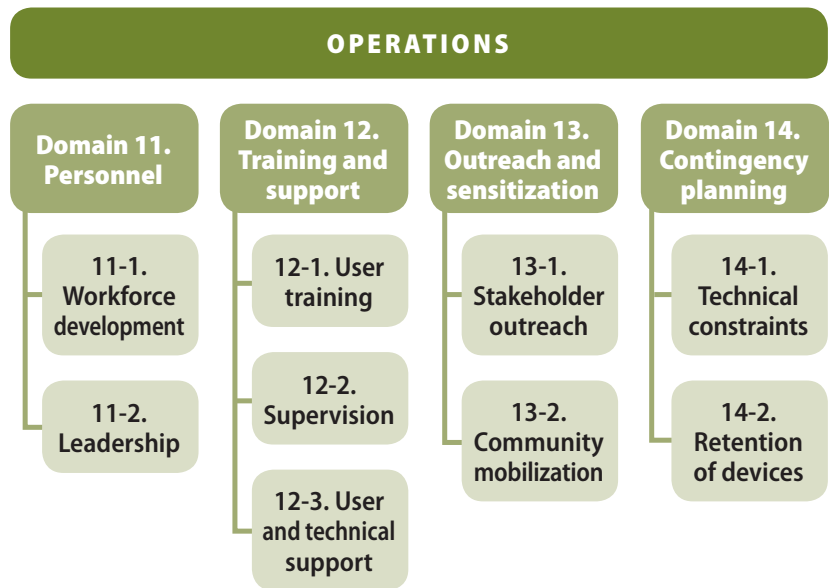 OPERATIONS
Domain 11.
Personnel
11-1.
Workforce
development
11-2.
Leadership
Domain 12.
Training and
support
12-1. User
training
12-2.
Supervision
12-3. User
and technical
support
Domain 13.
Outreach and
sensitization
13-1.
Stakeholder
outreach
13-2.
Community
mobilization
Domain 14.
Contingency
planning
14-1.
Technical
constraints
14-2.
Retention
of devices